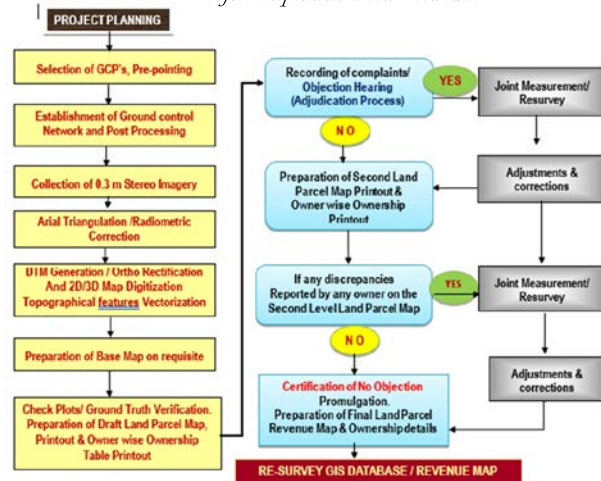 PROJECT PLANNING
Selection of GCP's, Pre-pointing
Establishment of Ground control
Network and Post Processing
Collection of 0.3 m Stereo Imagery
Arial Triangulation /Radiometric
Correction
DTM Generation / Ortho Rectification
And 2D/3D Map Digitization
Topographical features Vectorization
Preparation of Base Map on requisite
Check Plots/ Ground Truth Verification.
Preparation of Draft Land Parcel Map,
Printout & Owner wise Ownership
Table Printout
Recording of complaints/
Objection Hearing
(Adjudication Process)
YES
Joint Measurement/
Resurvey
NO
Preparation of Second Land
Parcel Map Printout &
Owner wise Ownership
Printout
Adjustments &
corrections
If any discrepancies
Reported by any owner on the
Second Level Land Parcel Map
YES
Joint Measurement/
Resurvey
NO
Certification of No Objection
Promulgation.
Preparation of Final Land Parcel
Revenue Map & Ownership details
Adjustments &
corrections
RE-SURVEY GIS DATABASE / REVENUE MAP